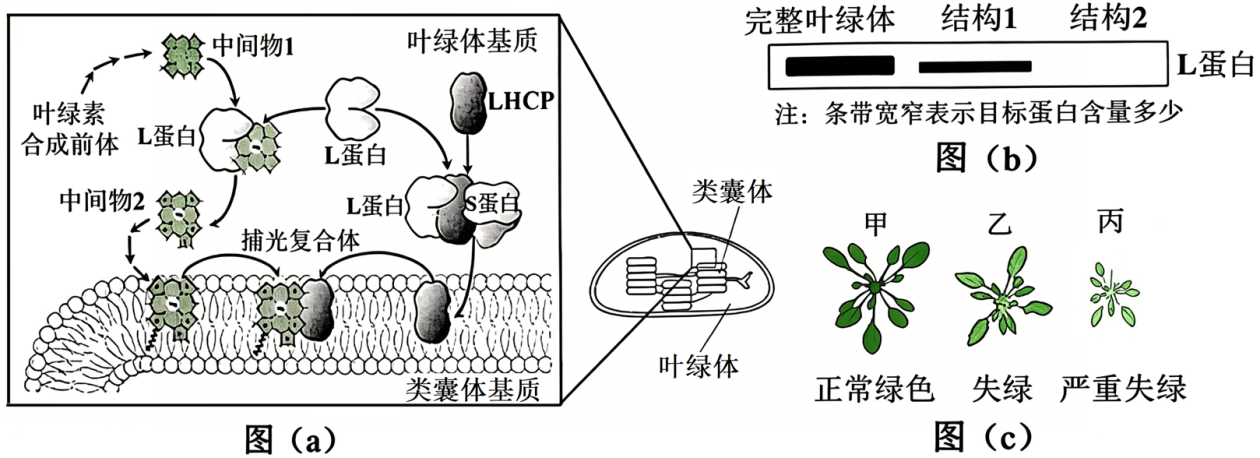 中间物1
叶绿体基质
叶绿素
合成前体
L蛋白
L蛋白
LHCP
中间物2
L蛋白
S蛋白
捕光复合体
类囊体基质
图（a）
类囊体
叶绿体
完整叶绿体 结构1 结构2
L蛋白
注：条带宽窄表示目标蛋白含量多少
图（b）
甲 乙 丙
正常绿色 失绿 严重失绿
图（c）